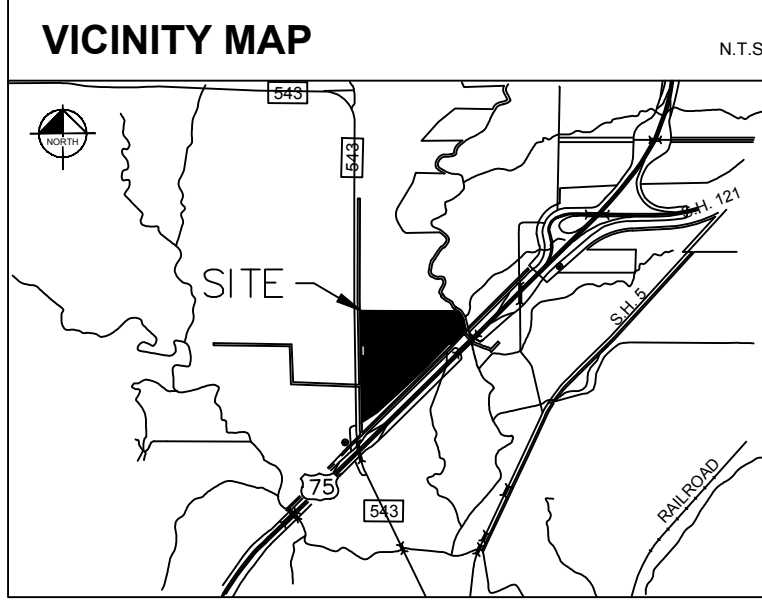 VICINITY MAP
N.T.S
543
NORTH
543
S.H. 121
SITE
S.H. 5
75
543
RAILROAD